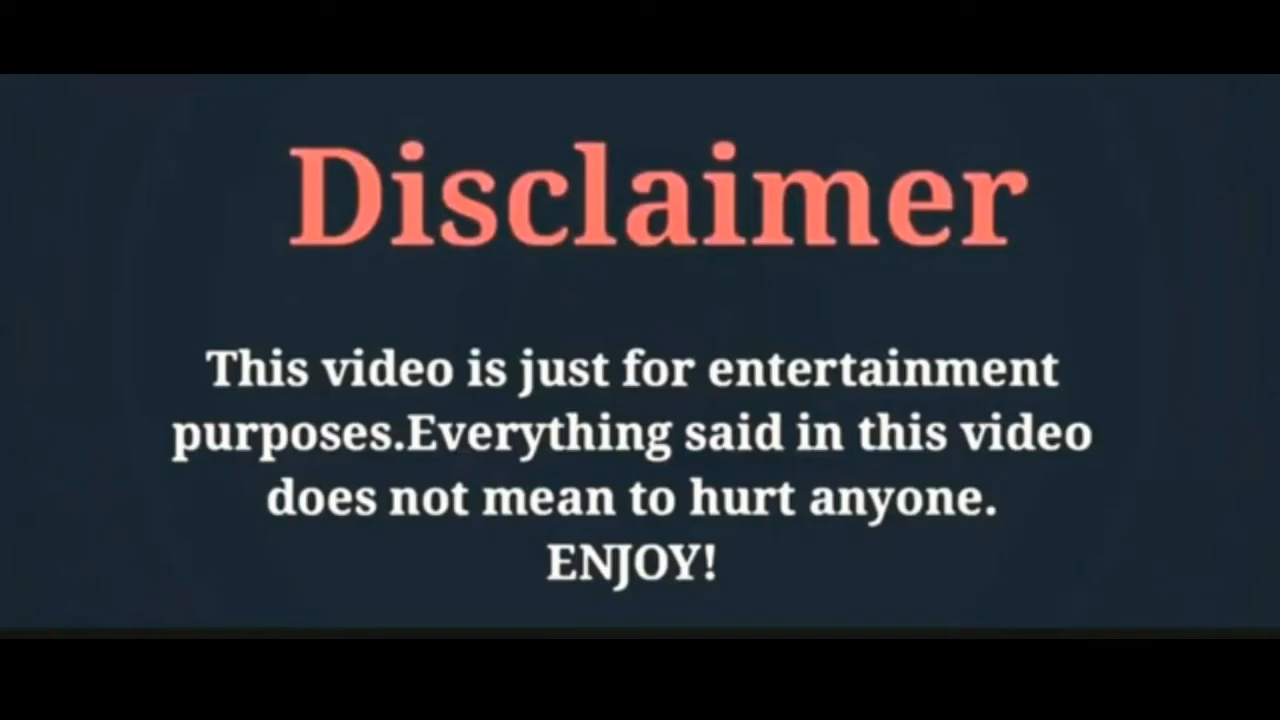 Disclaimer
This video is just for entertainment
purposes.Everything said in this video
does not mean to hurt anyone.
ENJOY!